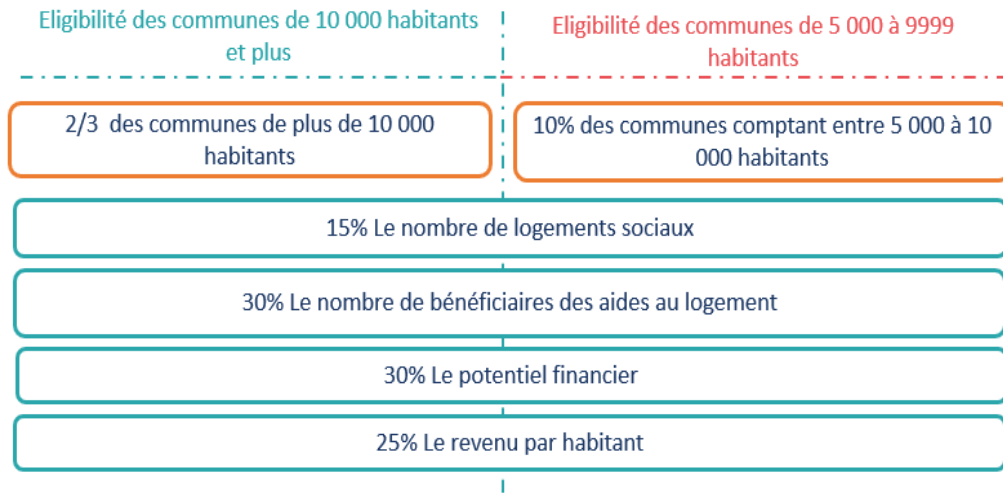 Eligibilité des communes de 10 000 habitants
et plus
Eligibilité des communes de 5 000 à 9999
habitants
2/3 des communes de plus de 10 000
habitants
10% des communes comptant entre 5 000 à 10
000 habitants
15% Le nombre de logements sociaux
30% Le nombre de bénéficiaires des aides au logement
30% Le potentiel financier
25% Le revenu par habitant